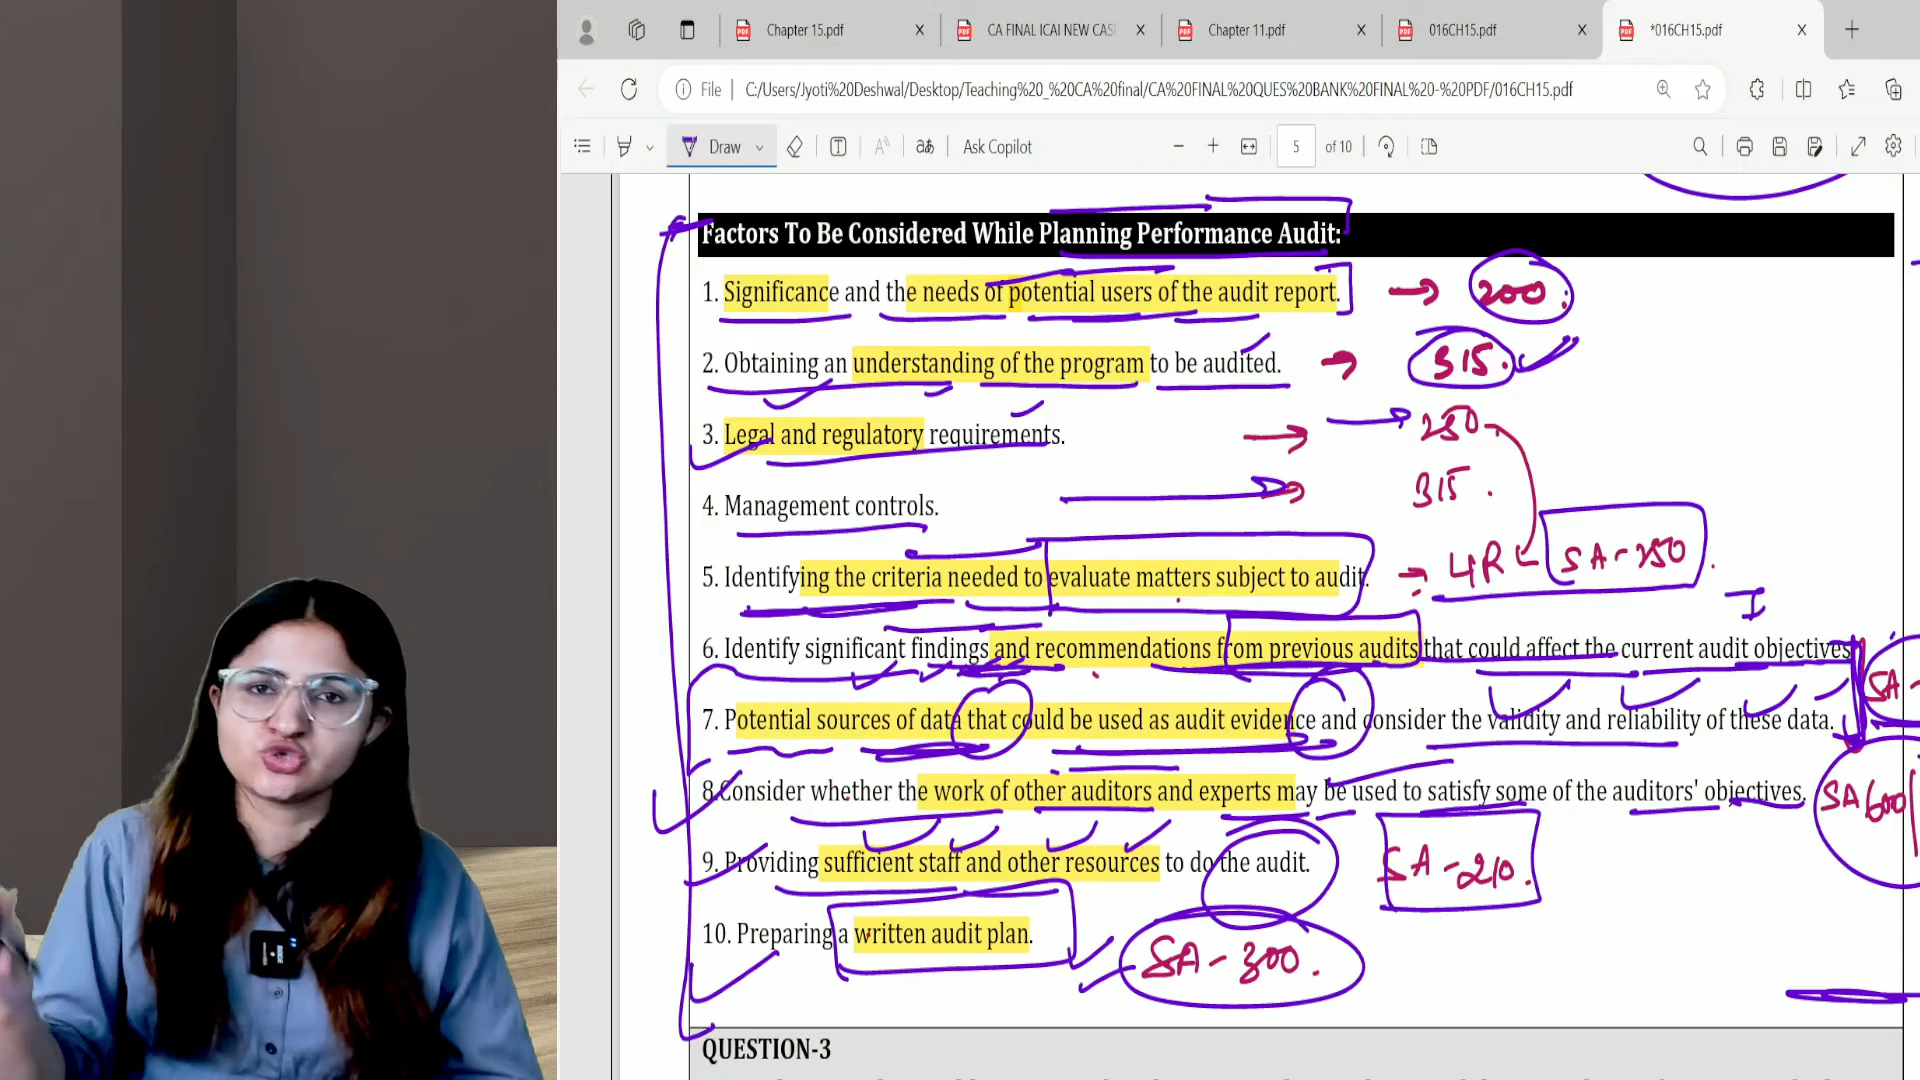 Chapter 15.pdf
CA FINAL ICAI NEW CAS
Chapter 11.pdf
016CH15.pdf
*016CH15.pdf
File
C:/Users/Jyoti%20Deshwal/Desktop/Teaching%20_%20CA%20final/CA%20FINAL%20QUES%20BANK%20FINAL%20-%20PDF/016CH15.pdf
Draw
Ask Copilot
5 of 10
Factors To Be Considered While Planning Performance Audit:
1. Significance and the needs of potential users of the audit report. → 200
2. Obtaining an understanding of the program to be audited. → 315.
3. Legal and regulatory requirements. → 250
4. Management controls. → 315.
5. Identifying the criteria needed to evaluate matters subject to audit. → 4R SA-250.
6. Identify significant findings and recommendations from previous audits that could affect the current audit objectives
SA-
7. Potential sources of data that could be used as audit evidence and consider the validity and reliability of these data.
8.Consider whether the work of other auditors and experts may be used to satisfy some of the auditors' objectives. SA 600
9. Providing sufficient staff and other resources to do the audit. SA-210.
10. Preparing a written audit plan. SA-300.
QUESTION-3